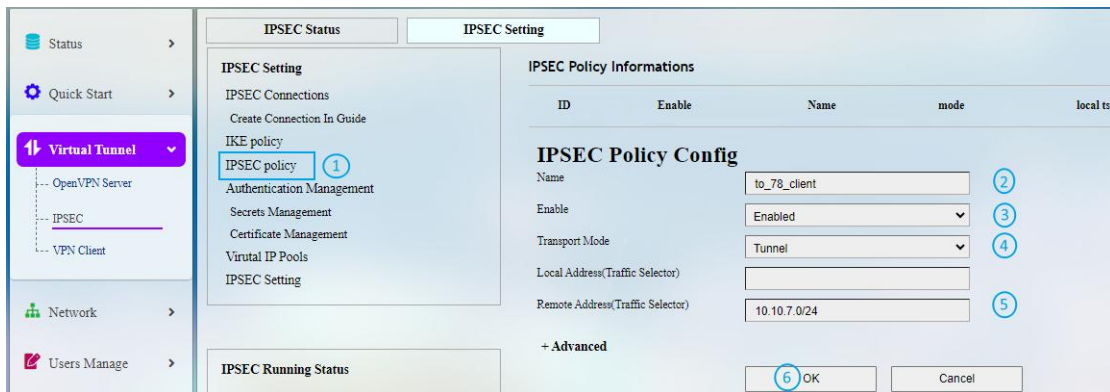 IPSEC Status
IPSEC Setting
Status
Quick Start
Virtual Tunnel
OpenVPN Server
IPSEC
VPN Client
Network
Users Manage
IPSEC Setting
IPSEC Connections
Create Connection In Guide
IKE policy
IPSEC policy 1
Authentication Management
Secrets Management
Certificate Management
Virutal IP Pools
IPSEC Setting
IPSEC Running Status
IPSEC Policy Informations
ID Enable Name mode local ts
IPSEC Policy Config
Name to_78_client 2
Enable Enabled 3
Transport Mode Tunnel 4
Local Address(Traffic Selector)
Remote Address(Traffic Selector) 10.10.7.0/24 5
+ Advanced
6 OK Cancel